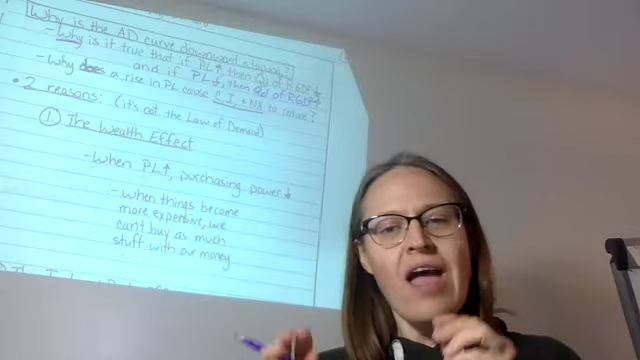 Why is the AD curve downward sloping?
- Why is it true that if PL↑ then Qd of RGDP↓
and if PL↓, then Qd of RGDP↑
- Why does a rise in PL cause C, I, & NX to reduce?
• 2 reasons: (it's not the Law of Demand)
① The Wealth Effect
- When PL↑, purchasing power↓
- when things become
more expensive, we
can't buy as much
stuff with our money